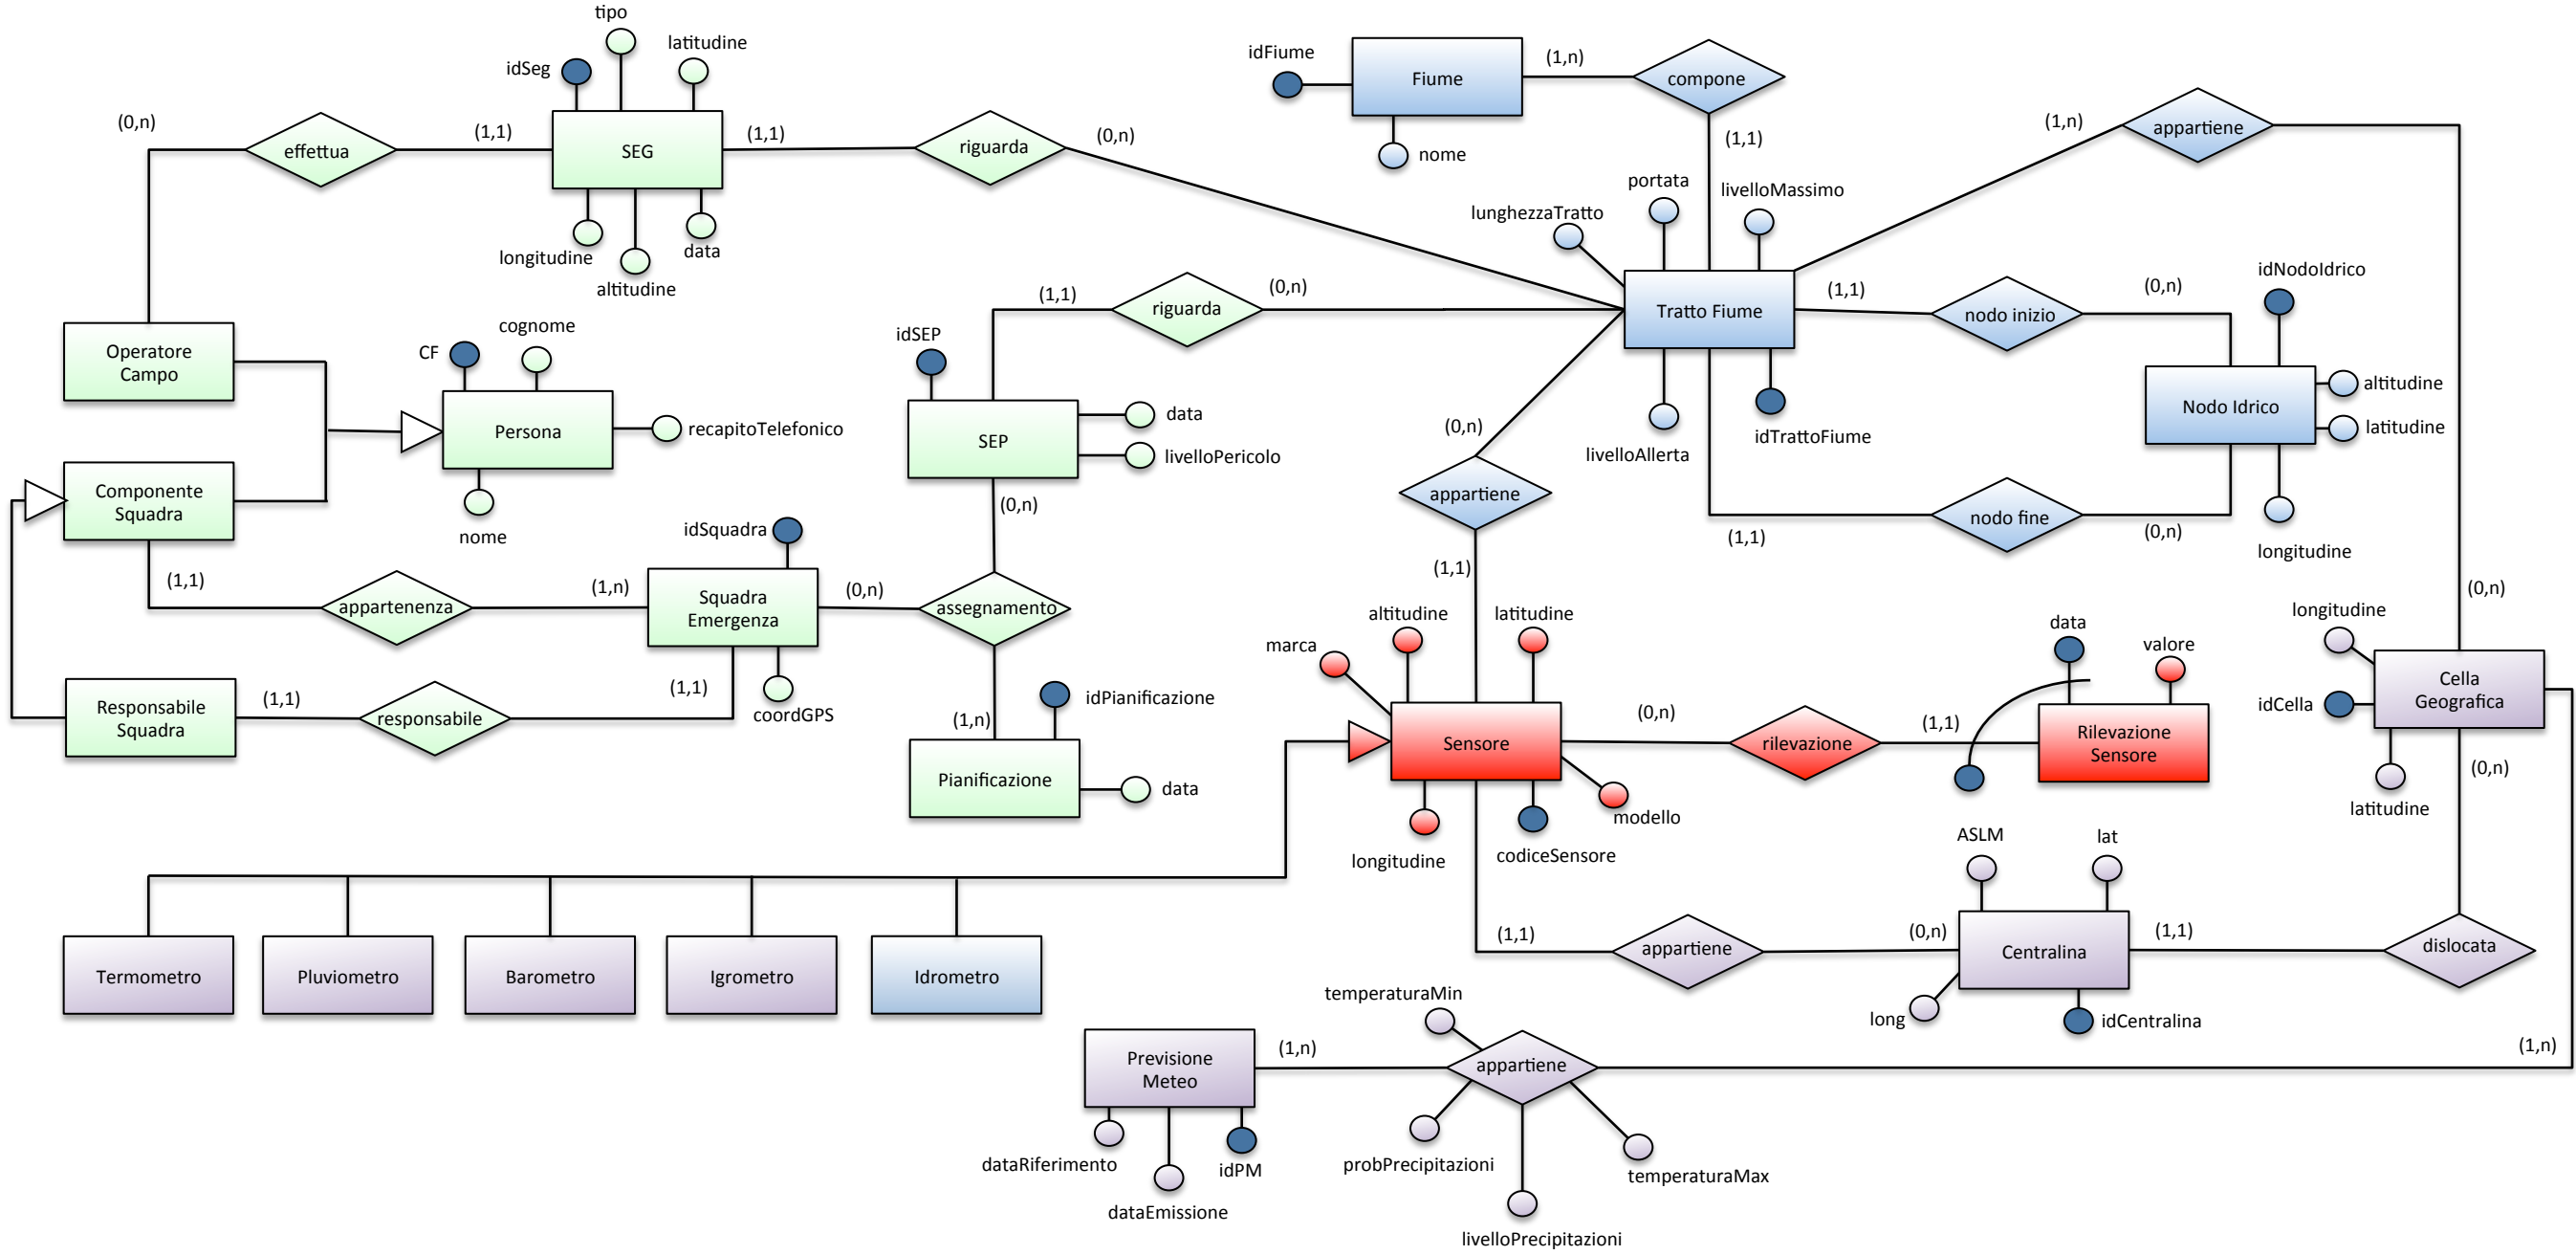 tipo
latitudine
idSeg
(0,n)
effettua
(1,1)
SEG
(1,1)
riguarda
(0,n)
longitudine
altitudine
data
idFiume
Fiume
nome
(1,n)
compone
(1,1)
(1,n)
appartiene
portata
livelloMassimo
lunghezzaTratto
Tratto Fiume
livelloAllerta
idTrattoFiume
(1,1)
nodo inizio
(0,n)
idNodoIdrico
Nodo Idrico
altitudine
latitudine
longitudine
(1,1)
nodo fine
(0,n)
(1,1)
riguarda
(0,n)
idSEP
SEP
data
livelloPericolo
(0,n)
Operatore
Campo
CF
cognome
Persona
recapitoTelefonico
nome
Componente
Squadra
(1,1)
appartenenza
(1,n)
idSquadra
Squadra
Emergenza
coordGPS
(0,n)
assegnamento
(1,n)
Responsabile
Squadra
(1,1)
responsabile
(1,1)
idPianificazione
Pianificazione
data
(0,n)
appartiene
(1,1)
marca
altitudine
latitudine
Sensore
longitudine
codiceSensore
modello
(0,n)
rilevazione
(1,1)
data
valore
Rilevazione
Sensore
(0,n)
longitudine
Cella
Geografica
idCella
latitudine
(0,n)
ASLM
lat
(1,1)
appartiene
(0,n)
Centralina
(1,1)
dislocata
long
idCentralina
Termometro
Pluviometro
Barometro
Igrometro
Idrometro
Previsione
Meteo
dataRiferimento
dataEmissione
idPM
(1,n)
temperaturaMin
appartiene
(1,n)
probPrecipitazioni
livelloPrecipitazioni
temperaturaMax